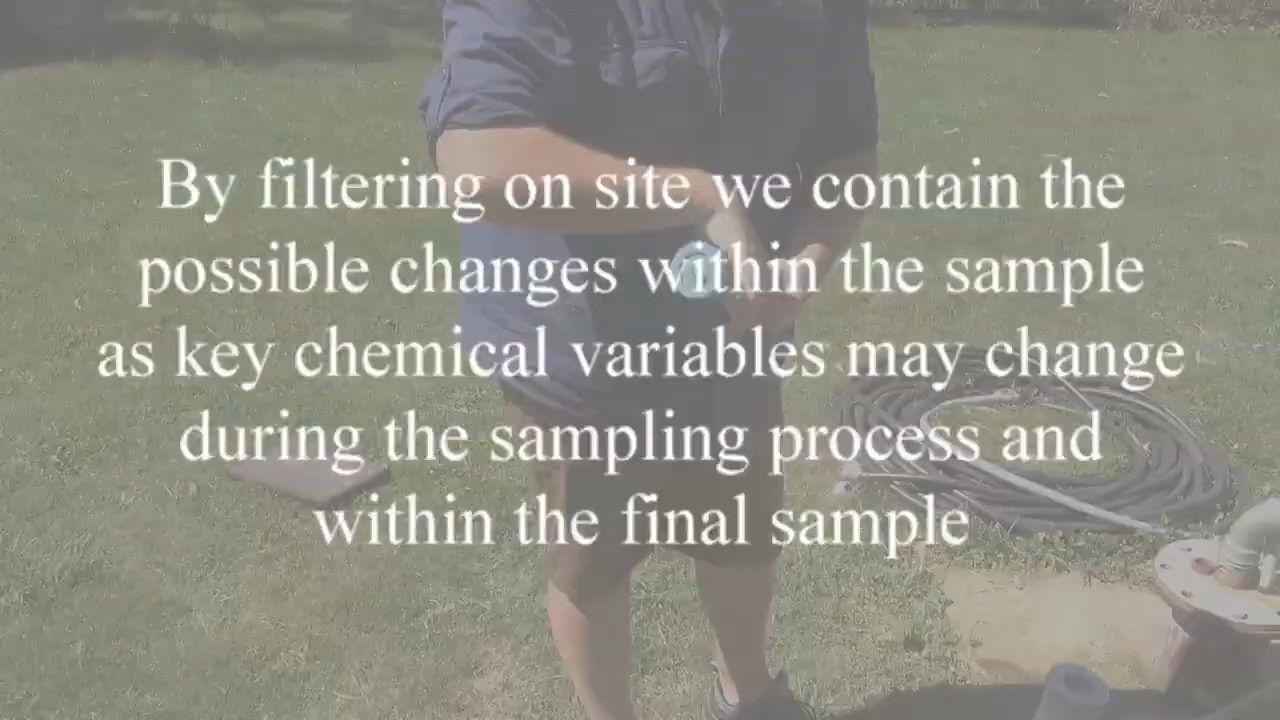 By filtering on site we contain the
possible changes within the sample
as key chemical variables may change
during the sampling process and
within the final sample